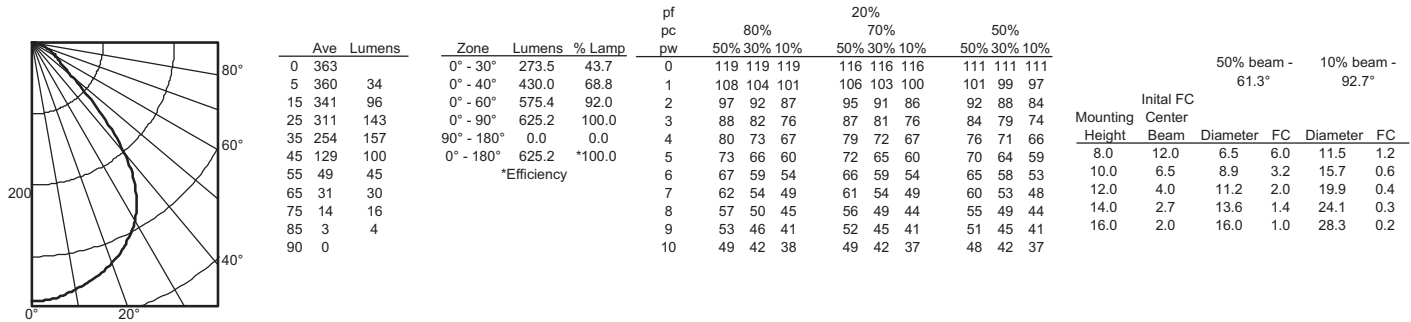 80°
60°
200
40°
0° 20°
Ave Lumens
0 363
5 360 34
15 341 96
25 311 143
35 254 157
45 129 100
55 49 45
65 31 30
75 14 16
85 3 4
90 0
Zone Lumens % Lamp
0° - 30° 273.5 43.7
0° - 40° 430.0 68.8
0° - 60° 575.4 92.0
0° - 90° 625.2 100.0
90° - 180° 0.0 0.0
0° - 180° 625.2 *100.0
*Efficiency
pf 20%
pc 80% 70% 50%
pw 50% 30% 10% 50% 30% 10% 50% 30% 10%
0 119 119 119 116 116 116 111 111 111
1 108 104 101 106 103 100 101 99 97
2 97 92 87 95 91 86 92 88 84
3 88 82 76 87 81 76 84 79 74
4 80 73 67 79 72 67 76 71 66
5 73 66 60 72 65 60 70 64 59
6 67 59 54 66 59 54 65 58 53
7 62 54 49 61 54 49 60 53 48
8 57 50 45 56 49 44 55 49 44
9 53 46 41 52 45 41 51 45 41
10 49 42 38 49 42 37 48 42 37
50% beam - 10% beam -
61.3° 92.7°
Inital FC
Mounting Center
Height Beam Diameter FC Diameter FC
8.0 12.0 6.5 6.0 11.5 1.2
10.0 6.5 8.9 3.2 15.7 0.6
12.0 4.0 11.2 2.0 19.9 0.4
14.0 2.7 13.6 1.4 24.1 0.3
16.0 2.0 16.0 1.0 28.3 0.2